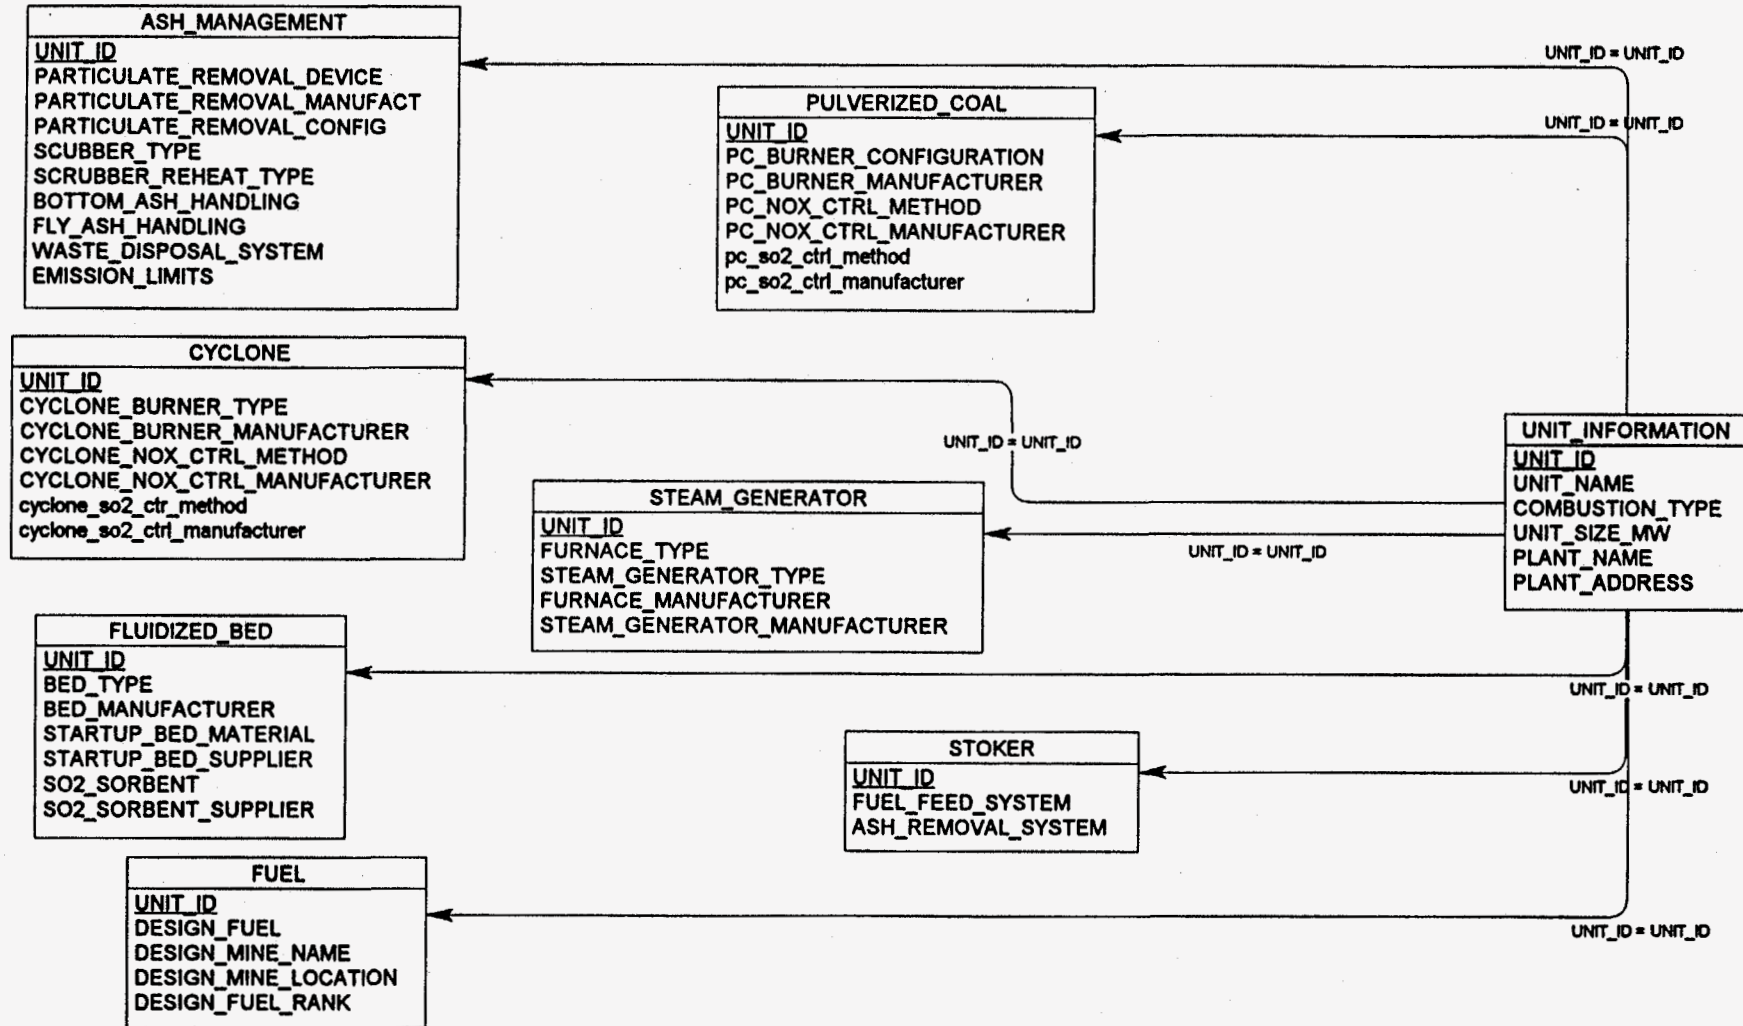 ASH_MANAGEMENT
UNIT_ID
PARTICULATE_REMOVAL_DEVICE
PARTICULATE_REMOVAL_MANUFACT
PARTICULATE_REMOVAL_CONFIG
SCUBBER_TYPE
SCRUBBER_REHEAT_TYPE
BOTTOM_ASH_HANDLING
FLY_ASH_HANDLING
WASTE_DISPOSAL_SYSTEM
EMISSION_LIMITS
UNIT_ID = UNIT_ID
PULVERIZED_COAL
UNIT_ID
PC_BURNER_CONFIGURATION
PC_BURNER_MANUFACTURER
PC_NOX_CTRL_METHOD
PC_NOX_CTRL_MANUFACTURER
pc_so2_ctrl_method
pc_so2_ctrl_manufacturer
UNIT_ID = UNIT_ID
CYCLONE
UNIT_ID
CYCLONE_BURNER_TYPE
CYCLONE_BURNER_MANUFACTURER
CYCLONE_NOX_CTRL_METHOD
CYCLONE_NOX_CTRL_MANUFACTURER
cyclone_so2_ctr_method
cyclone_so2_ctrl_manufacturer
UNIT_ID = UNIT_ID
UNIT_INFORMATION
UNIT_ID
UNIT_NAME
COMBUSTION_TYPE
UNIT_SIZE_MW
PLANT_NAME
PLANT_ADDRESS
STEAM_GENERATOR
UNIT_ID
FURNACE_TYPE
STEAM_GENERATOR_TYPE
FURNACE_MANUFACTURER
STEAM_GENERATOR_MANUFACTURER
UNIT_ID = UNIT_ID
FLUIDIZED_BED
UNIT_ID
BED_TYPE
BED_MANUFACTURER
STARTUP_BED_MATERIAL
STARTUP_BED_SUPPLIER
SO2_SORBENT
SO2_SORBENT_SUPPLIER
UNIT_ID = UNIT_ID
STOKER
UNIT_ID
FUEL_FEED_SYSTEM
ASH_REMOVAL_SYSTEM
UNIT_ID = UNIT_ID
FUEL
UNIT_ID
DESIGN_FUEL
DESIGN_MINE_NAME
DESIGN_MINE_LOCATION
DESIGN_FUEL_RANK
UNIT_ID = UNIT_ID